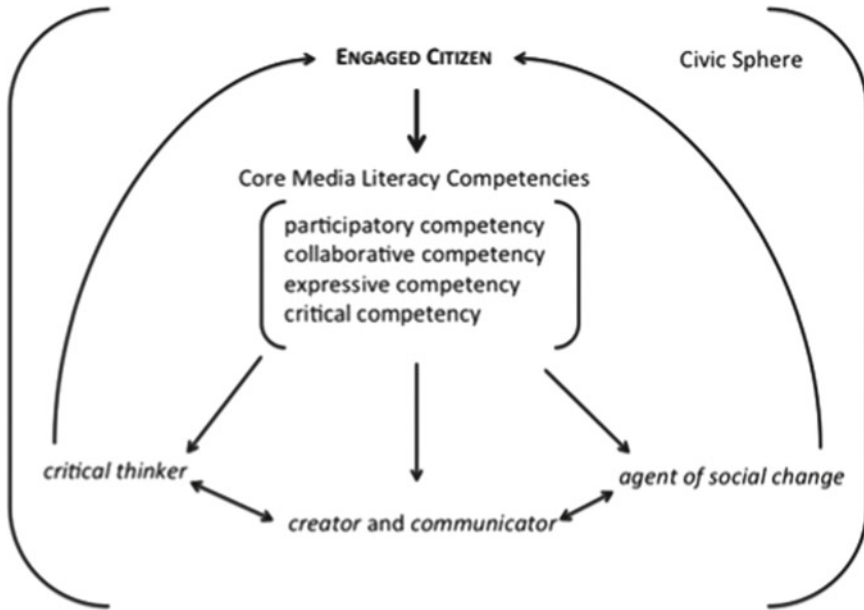 ENGAGED CITIZEN
Civic Sphere
Core Media Literacy Competencies
participatory competency
collaborative competency
expressive competency
critical competency
critical thinker
agent of social change
creator and communicator